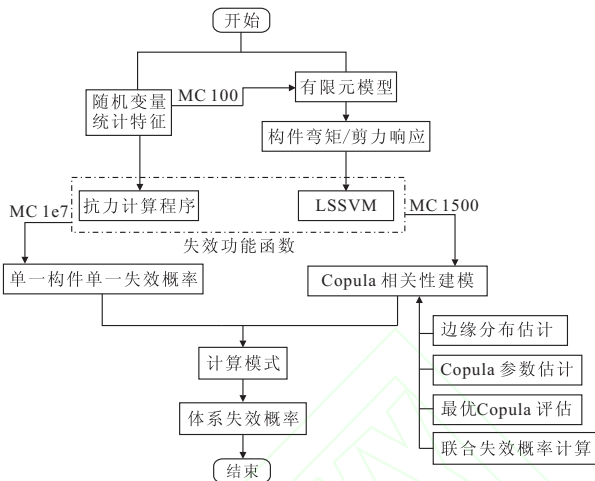 开始
随机变量
统计特征
MC 100
有限元模型
构件弯矩/剪力响应
抗力计算程序
LSSVM
MC 1e7
MC 1500
失效功能函数
单一构件单一失效概率
Copula 相关性建模
边缘分布估计
计算模式
Copula 参数估计
体系失效概率
最优Copula 评估
联合失效概率计算
结束